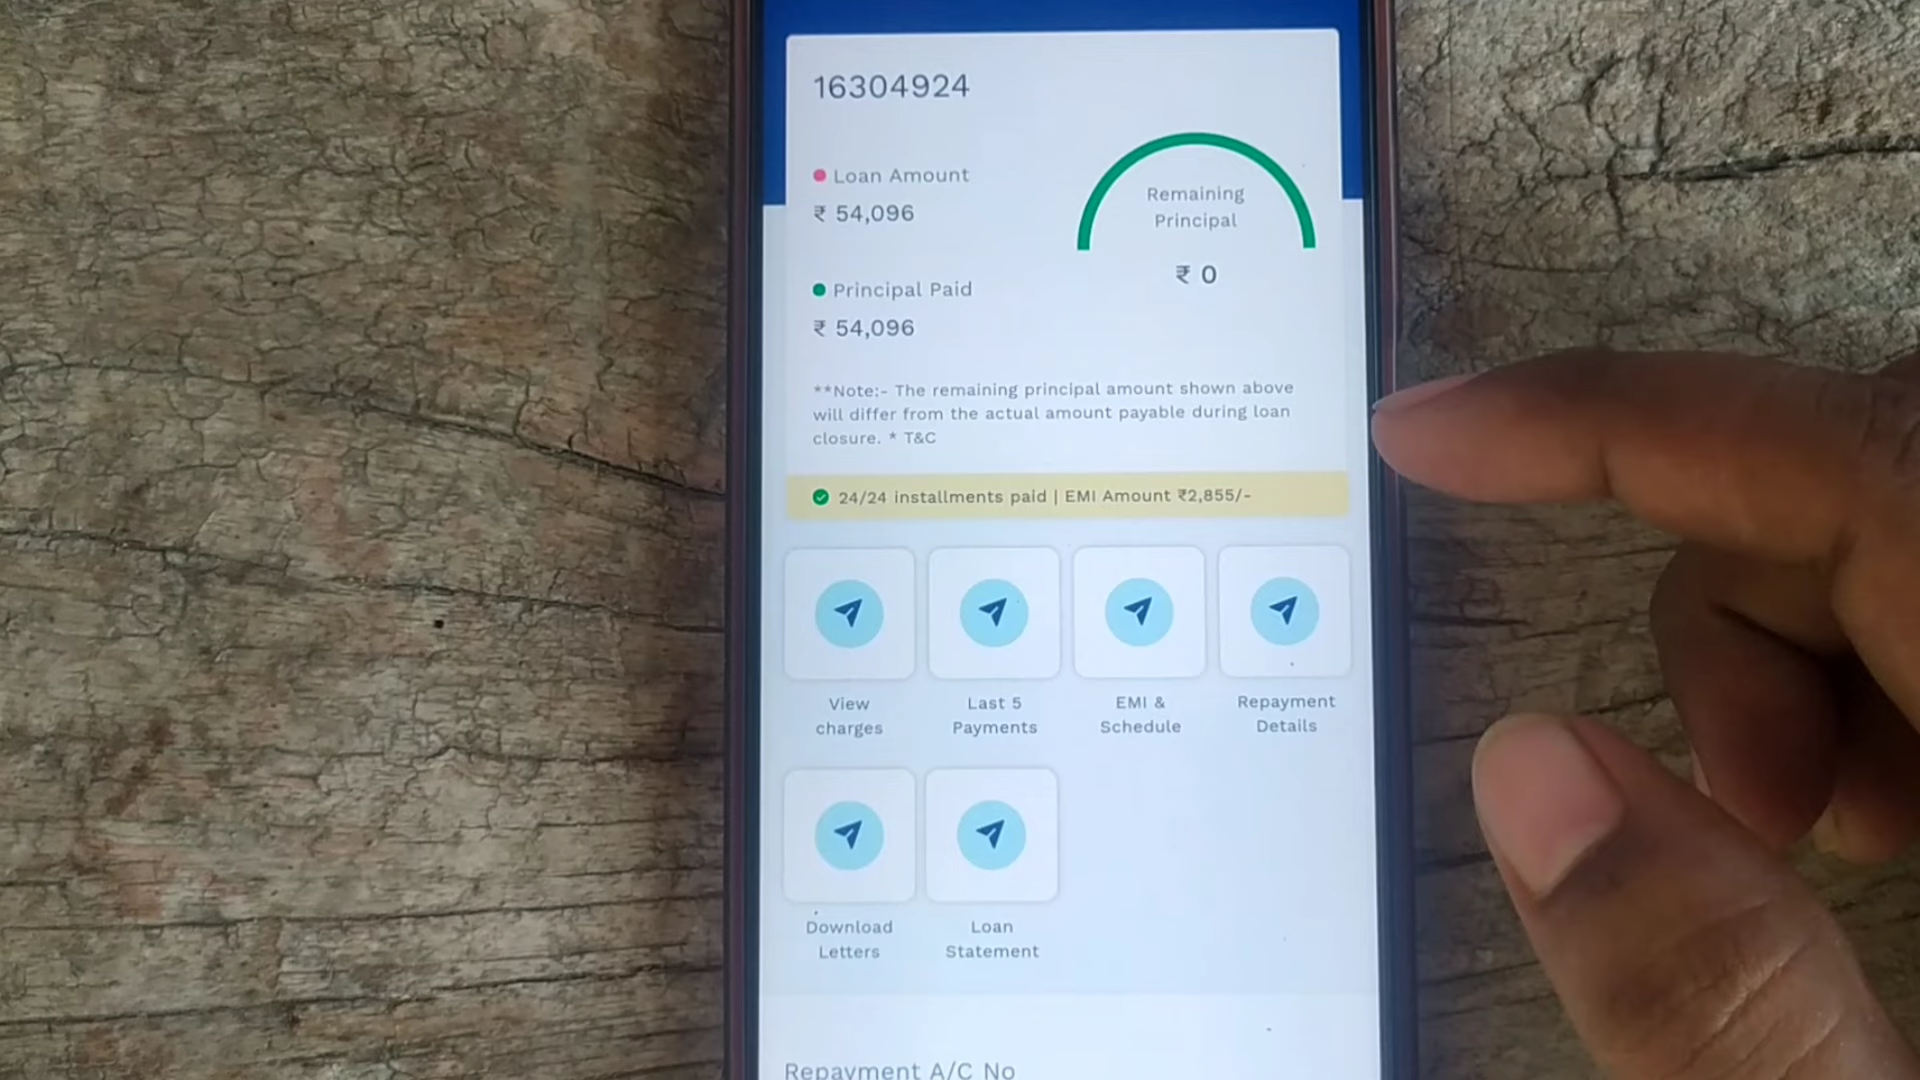 16304924
Loan Amount
₹ 54,096
Remaining
Principal
₹ 0
Principal Paid
₹ 54,096
**Note:- The remaining principal amount shown above
will differ from the actual amount payable during loan
closure. * T&C
24/24 installments paid | EMI Amount ₹2,855/-
View
charges
Last 5
Payments
EMI &
Schedule
Repayment
Details
Download
Letters
Loan
Statement
Repayment A/C No